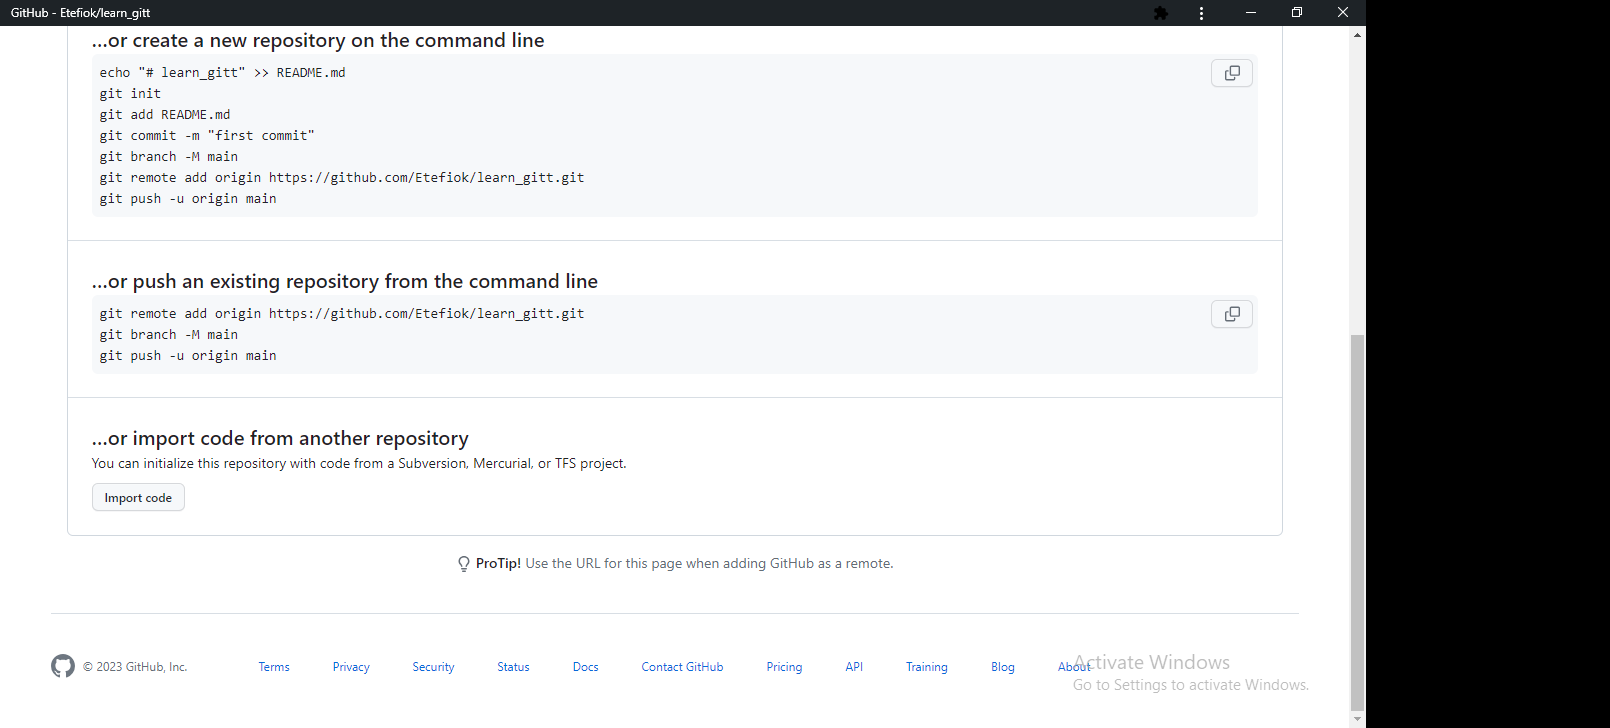 GitHub - Etefiok/learn_gitt
...or create a new repository on the command line
echo "# learn_gitt" >> README.md
git init
git add README.md
git commit -m "first commit"
git branch -M main
git remote add origin https://github.com/Etefiok/learn_gitt.git
git push -u origin main
...or push an existing repository from the command line
git remote add origin https://github.com/Etefiok/learn_gitt.git
git branch -M main
git push -u origin main
...or import code from another repository
You can initialize this repository with code from a Subversion, Mercurial, or TFS project.
Import code
ProTip! Use the URL for this page when adding GitHub as a remote.
© 2023 GitHub, Inc. Terms Privacy Security Status Docs Contact GitHub Pricing API Training Blog About
Activate Windows
Go to Settings to activate Windows.